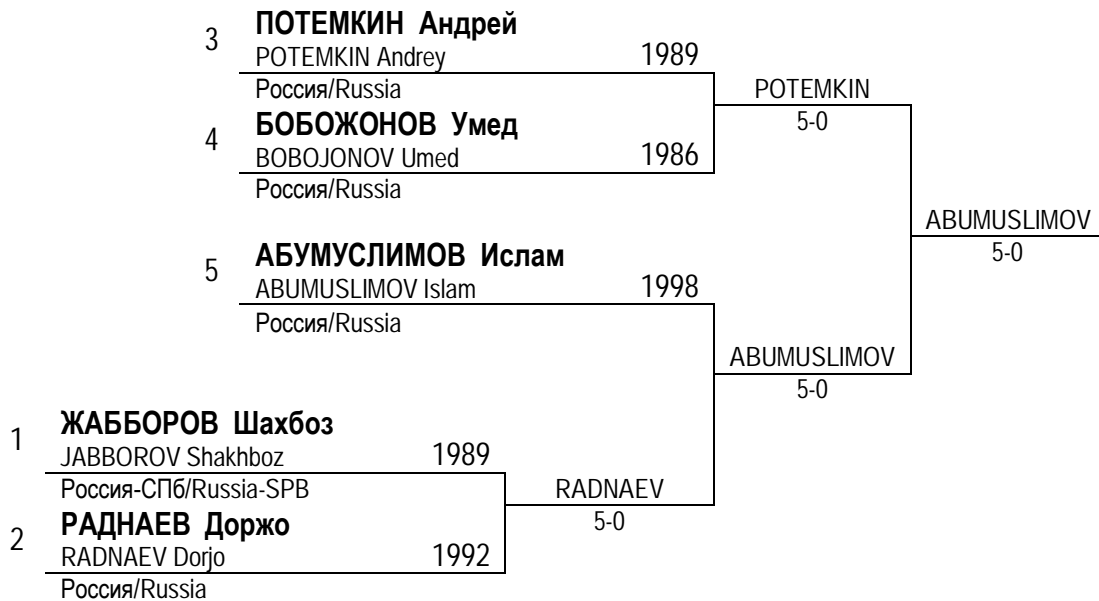 3
ПОТЕМКИН Андрей
POTEMKIN Andrey 1989
Россия/Russia
4
БОБОЖОНОВ Умед
BOBOJONOV Umed 1986
Россия/Russia
POTEMKIN
5-0
5
АБУМУСЛИМОВ Ислам
ABUMUSLIMOV Islam 1998
Россия/Russia
ABUMUSLIMOV
5-0
ABUMUSLIMOV
5-0
1
ЖАББОРОВ Шахбоз
JABBOROV Shakhboz 1989
Россия-СПб/Russia-SPB
2
РАДНАЕВ Доржо
RADNAEV Dorjo 1992
Россия/Russia
RADNAEV
5-0